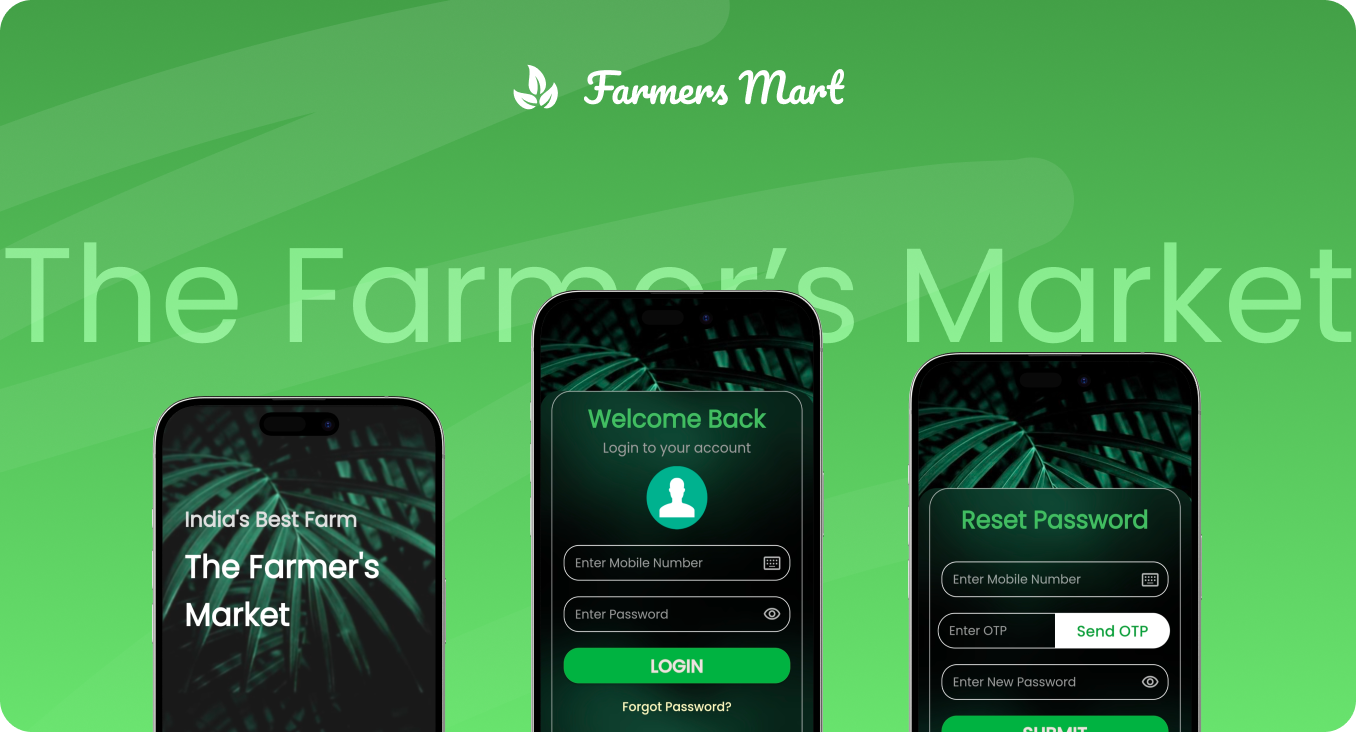 Farmers Mart
The Farmer's Market
India's Best Farm
The Farmer's
Market
Welcome Back
Login to your account
Enter Mobile Number
Enter Password
LOGIN
Forgot Password?
Reset Password
Enter Mobile Number
Enter OTP
Send OTP
Enter New Password
SUBMIT